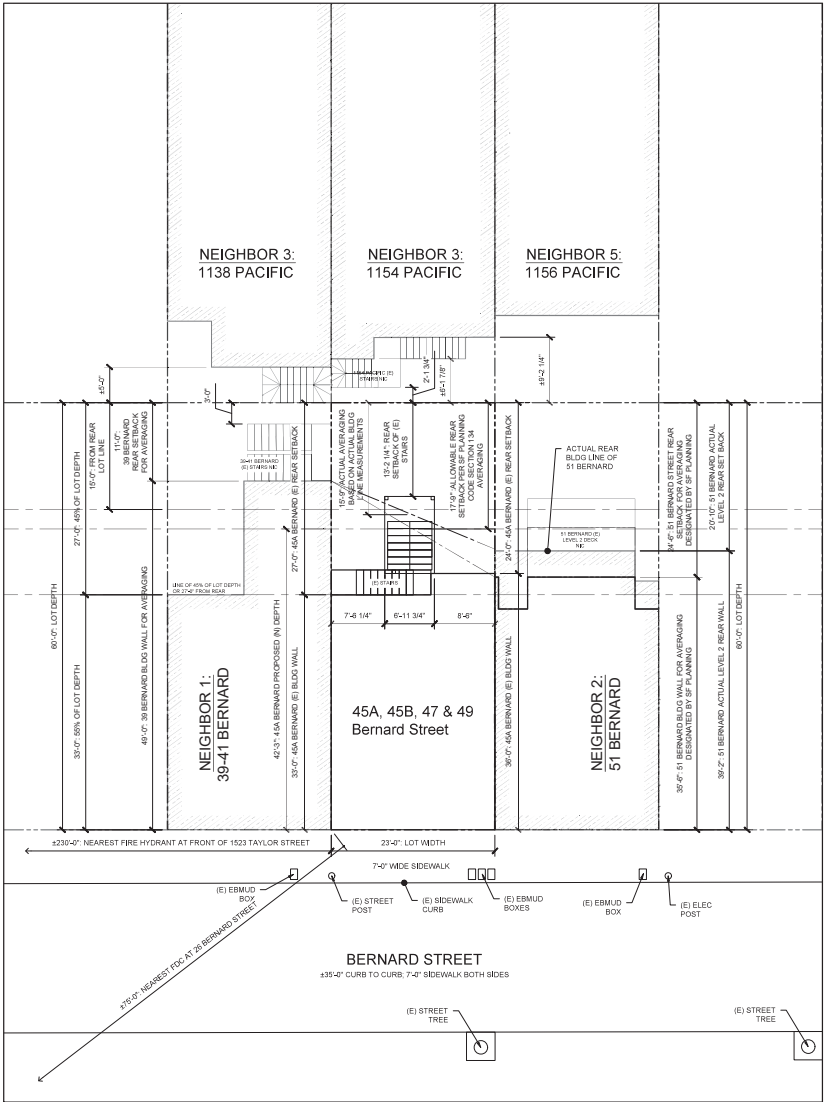 NEIGHBOR 3:
1138 PACIFIC
NEIGHBOR 3:
1154 PACIFIC
NEIGHBOR 5:
1156 PACIFIC
±5'-0"
3'-0"
1154 PACIFIC (E)
STAIRS NIC
2'-1 3/4"
±6'-1 7/8"
±9'-2 1/4"
60'-0": LOT DEPTH
27'-0": 45% OF LOT DEPTH
33'-0": 55% OF LOT DEPTH
15'-0": FROM REAR
LOT LINE
11'-0":
39 BERNARD
REAR SETBACK
FOR AVERAGING
49'-0": 39 BERNARD BLDG WALL FOR AVERAGING
39-41 BERNARD
(E) STAIRS NIC
LINE OF 45% OF LOT DEPTH
OR 27'-0" FROM REAR
27'-0": 45A BERNARD (E) REAR SETBACK
42'-3": 45A BERNARD PROPOSED (N) DEPTH
33'-0": 45A BERNARD (E) BLDG WALL
15'-9": ACTUAL AVERAGING
BASED ON ACTUAL BLDG
LINE MEASUREMENTS
13'-2 1/4": REAR
SETBACK OF (E)
STAIRS
17'-9": ALLOWABLE REAR
SETBACK PER SF PLANNING
CODE SECTION 134
AVERAGING
24'-0": 45A BERNARD (E) REAR SETBACK
36'-0": 45A BERNARD (E) BLDG WALL
ACTUAL REAR
BLDG LINE OF
51 BERNARD
51 BERNARD (E)
LEVEL 2 DECK
NIC
24'-6": 51 BERNARD STREET REAR
SETBACK FOR AVERAGING
DESIGNATED BY SF PLANNING
20'-10": 51 BERNARD ACTUAL
LEVEL 2 REAR SET BACK
35'-6": 51 BERNARD BLDG WALL FOR AVERAGING
DESIGNATED BY SF PLANNING
39'-2": 51 BERNARD ACTUAL LEVEL 2 REAR WALL
60'-0": LOT DEPTH
(E) STAIRS
7'-6 1/4"
6'-11 3/4"
8'-6"
NEIGHBOR 1:
39-41 BERNARD
45A, 45B, 47 & 49
Bernard Street
NEIGHBOR 2:
51 BERNARD
±230'-0": NEAREST FIRE HYDRANT AT FRONT OF 1523 TAYLOR STREET
23'-0": LOT WIDTH
7'-0" WIDE SIDEWALK
(E) EBMUD
BOX
(E) STREET
POST
(E) SIDEWALK
CURB
(E) EBMUD
BOXES
(E) EBMUD
BOX
(E) ELEC
POST
±75'-0": NEAREST FDC AT 26 BERNARD STREET
BERNARD STREET
±35'-0" CURB TO CURB; 7'-0" SIDEWALK BOTH SIDES
(E) STREET
TREE
(E) STREET
TREE